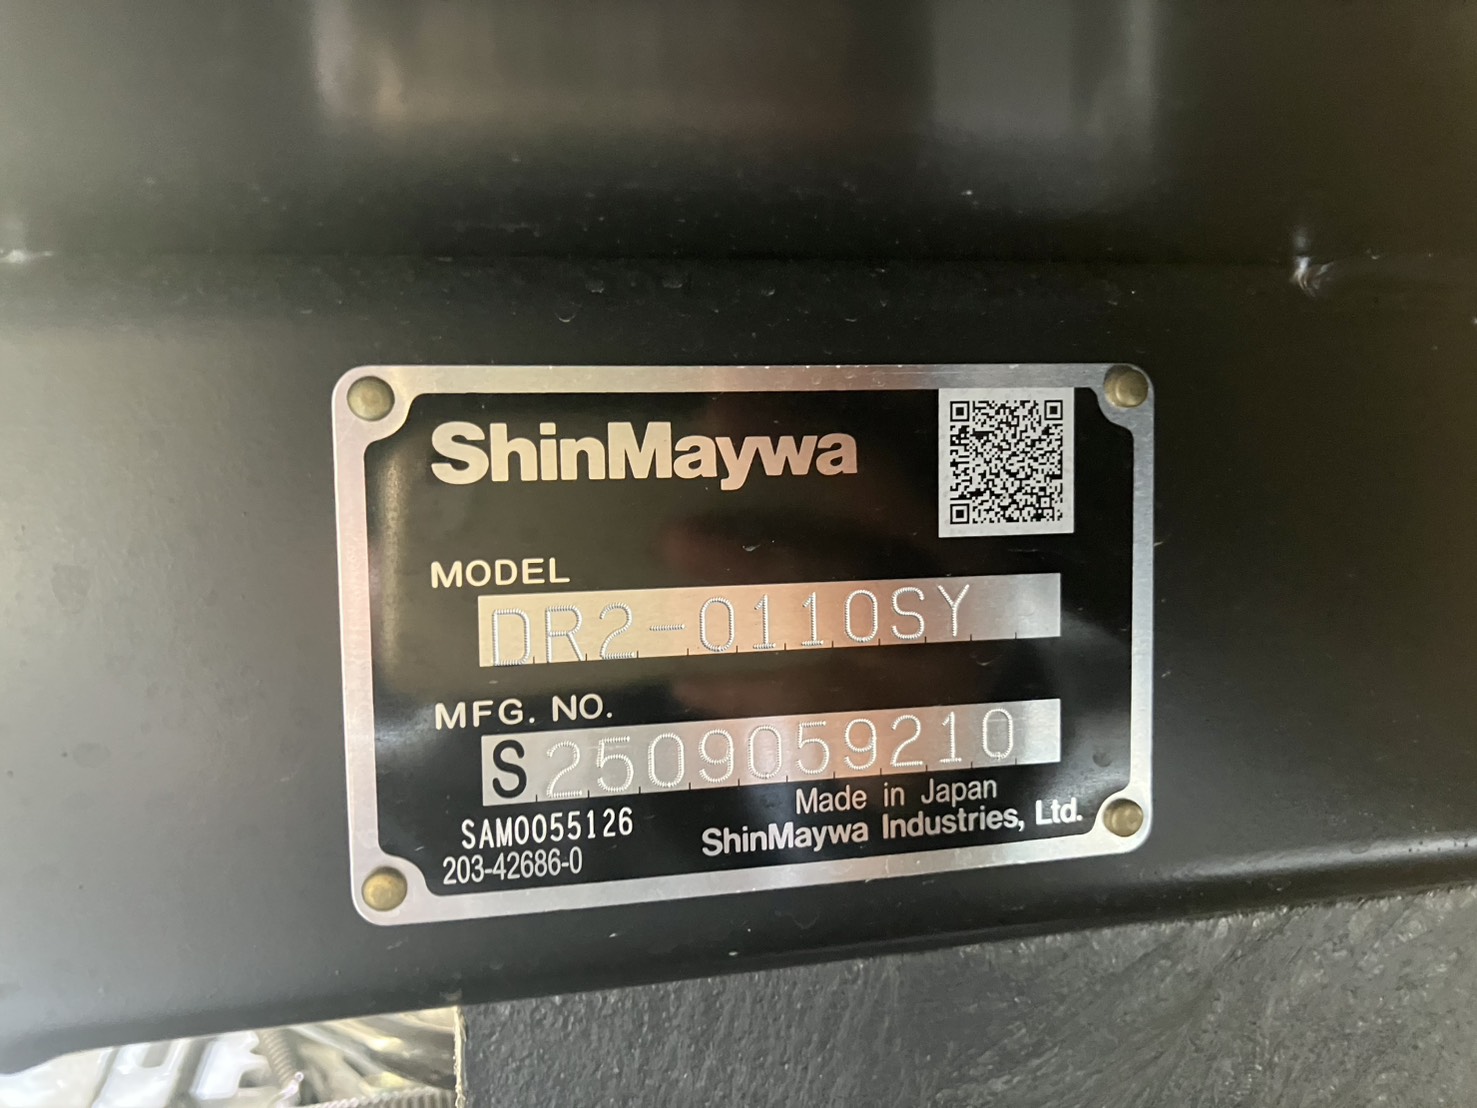 ShinMaywa
MODEL
DR2-0110SY
MFG. NO.
S2509059210
Made in Japan
SAM0055126
ShinMaywa Industries, Ltd.
203-42686-0